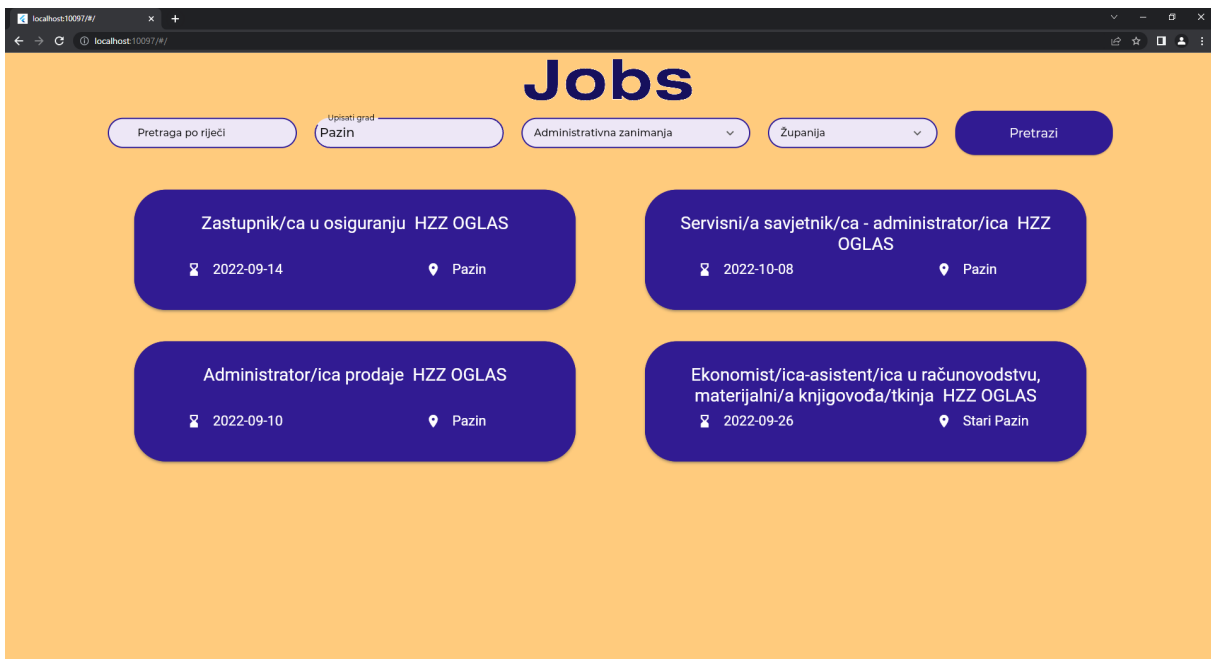 localhost:10097/#/
localhost:10097/#/
Jobs
Pretraga po riječi
Upisati grad
Pazin
Administrativna zanimanja
Županija
Pretrazi
Zastupnik/ca u osiguranju HZZ OGLAS
2022-09-14
Pazin
Servisni/a savjetnik/ca - administrator/ica HZZ
OGLAS
2022-10-08
Pazin
Administrator/ica prodaje HZZ OGLAS
2022-09-10
Pazin
Ekonomist/ica-asistent/ica u računovodstvu,
materijalni/a knjigovođa/tkinja HZZ OGLAS
2022-09-26
Stari Pazin